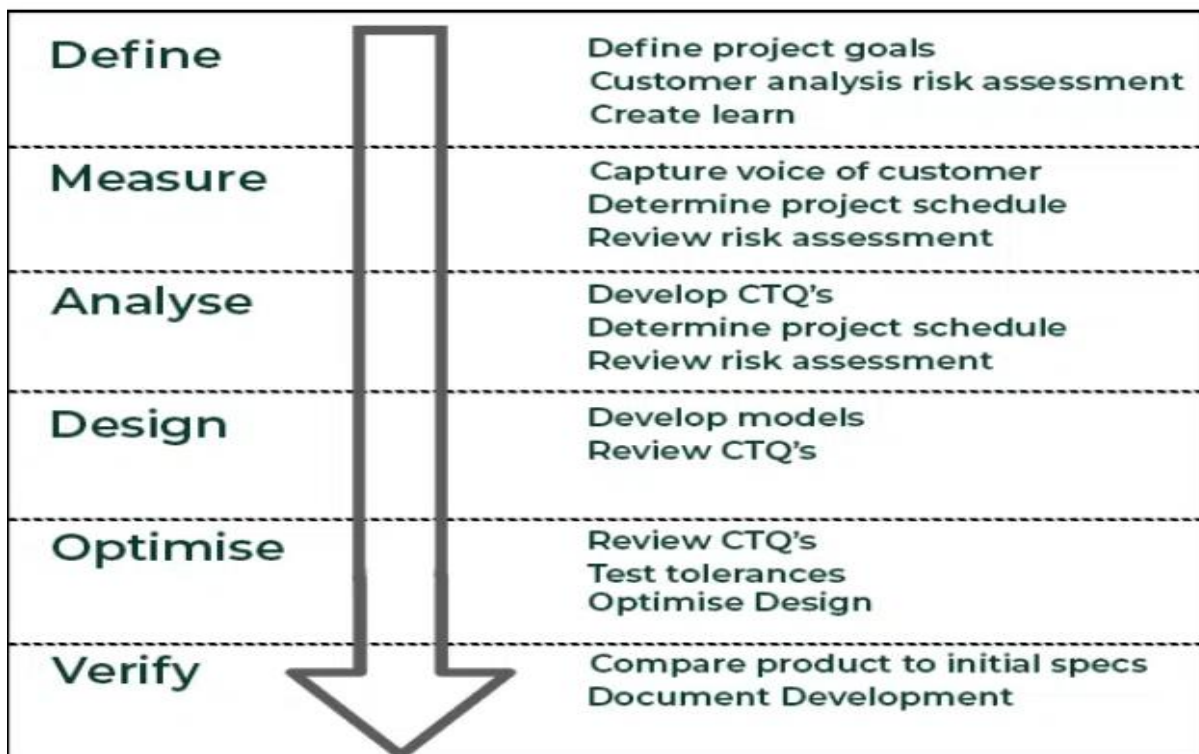 Define
Define project goals
Customer analysis risk assessment
Create learn
Measure
Capture voice of customer
Determine project schedule
Review risk assessment
Analyse
Develop CTQ's
Determine project schedule
Review risk assessment
Design
Develop models
Review CTQ's
Optimise
Review CTQ's
Test tolerances
Optimise Design
Verify
Compare product to initial specs
Document Development